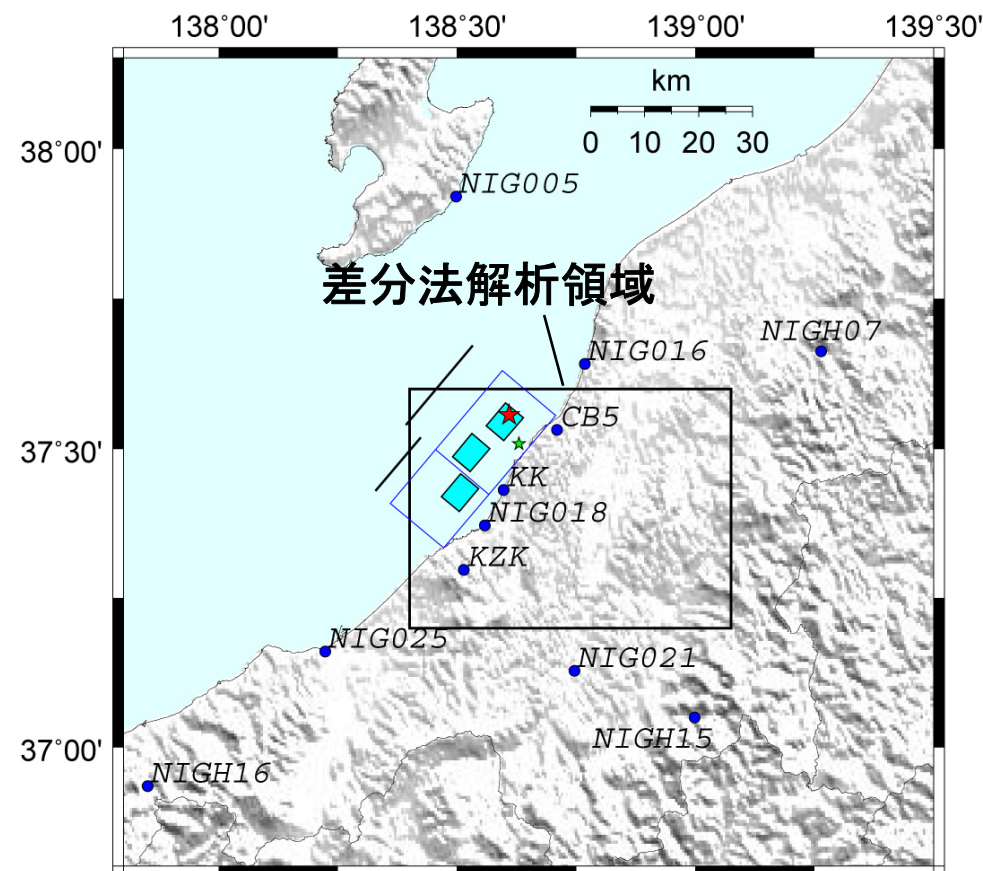 138°00' 138°30' 139°00' 139°30'
km
0 10 20 30
38°00'
NIG005
差分法解析領域
NIGH07
NIG016
CB5
37°30'
KK
NIG018
KZK
NIG025
NIG021
NIGH15
37°00'
NIGH16